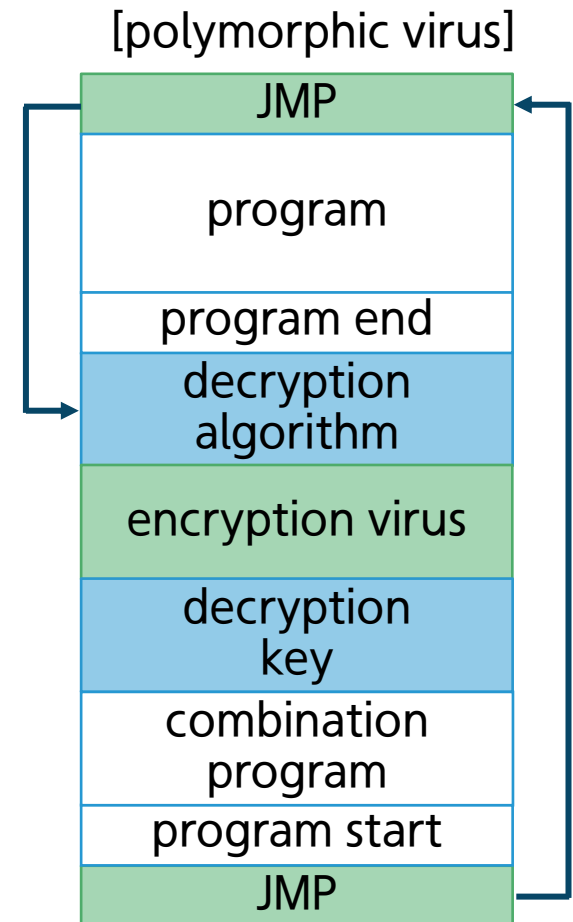 [polymorphic virus]
JMP
program
program end
decryption
algorithm
encryption virus
decryption
key
combination
program
program start
JMP